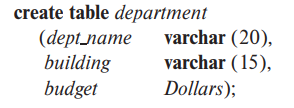 create table department
(dept_name varchar (20),
building varchar (15),
budget Dollars);